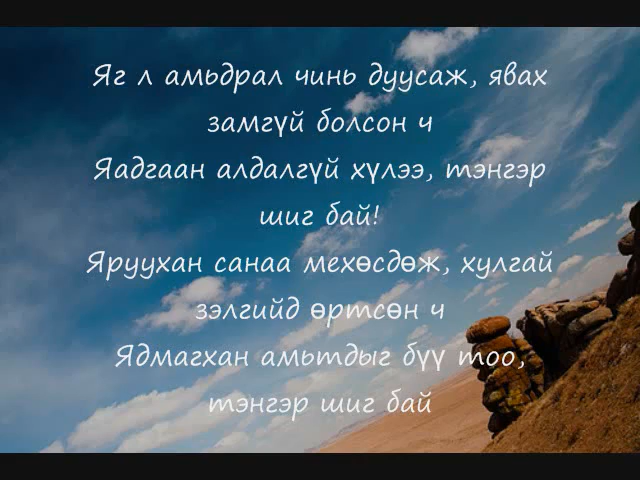 Яг л амьдрал чинь дуусаж, явах
замгүй болсон ч
Яадгаан алдалгүй хүлээ, тэнгэр
шиг бай!
Яруухан санаа мехөсдөж, хулгай
зэлгийд өртсөн ч
Ядмагхан амьтдыг бүү тоо,
тэнгэр шиг бай